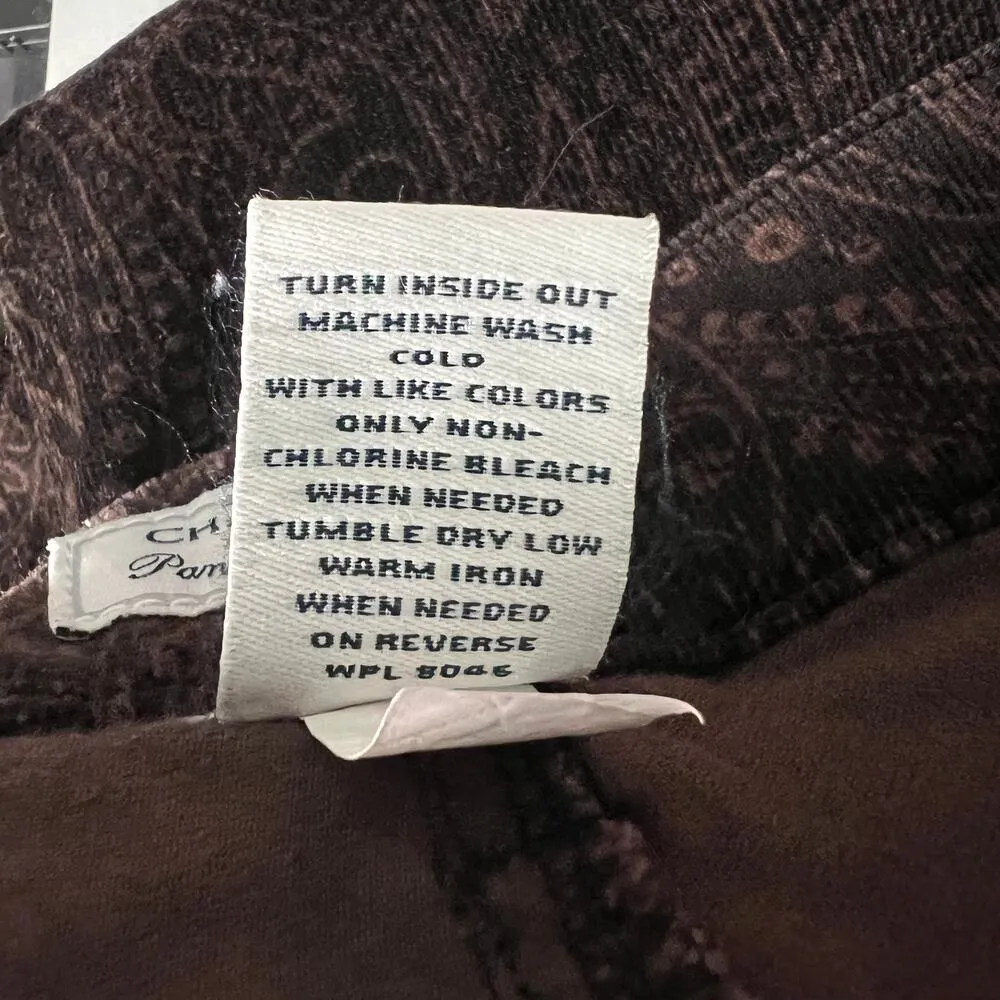 TURN INSIDE OUT
MACHINE WASH
COLD
WITH LIKE COLORS
ONLY NON-
CHLORINE BLEACH
WHEN NEEDED
TUMBLE DRY LOW
WARM IRON
WHEN NEEDED
ON REVERSE
WPL 8046